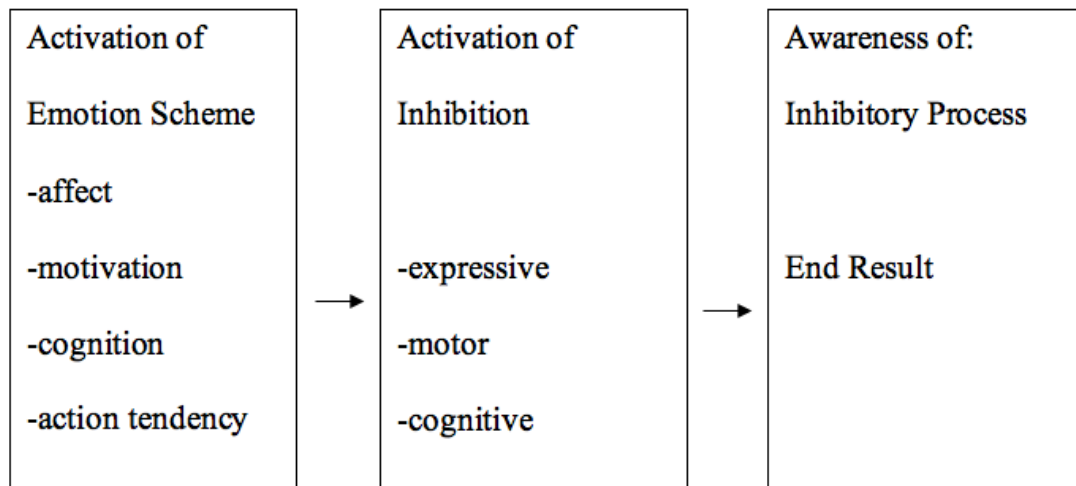 Activation of
Emotion Scheme
-affect
-motivation
-cognition
-action tendency
Activation of
Inhibition
-expressive
-motor
-cognitive
Awareness of:
Inhibitory Process
End Result